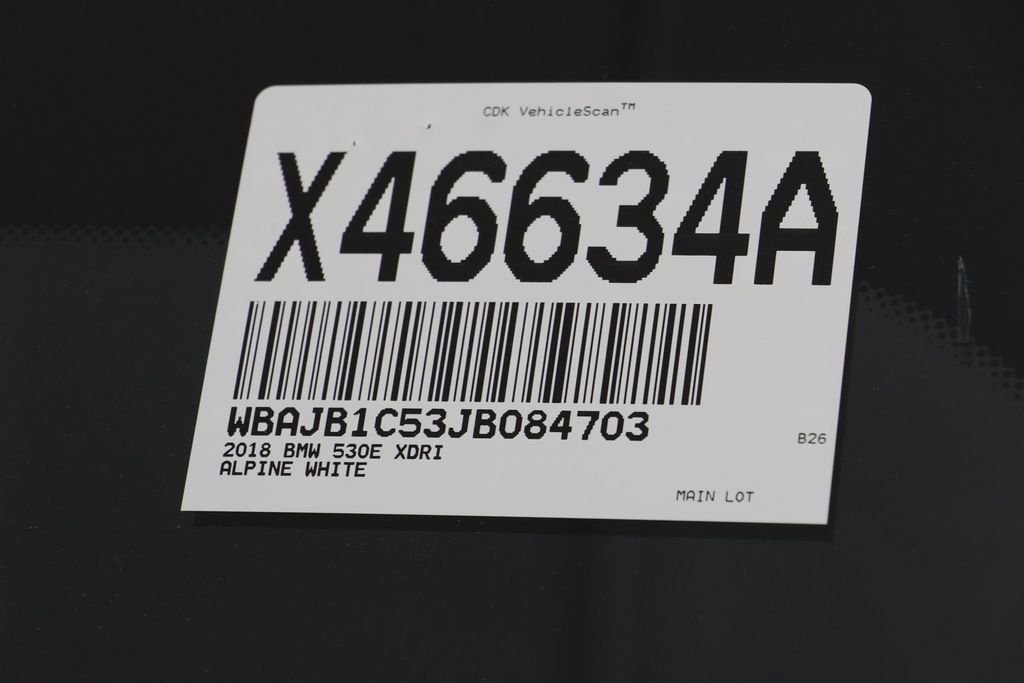 CDK VehicleScan™
X46634A
WBAJB1C53JB084703
2018 BMW 530E XDRI
ALPINE WHITE
B26
MAIN LOT